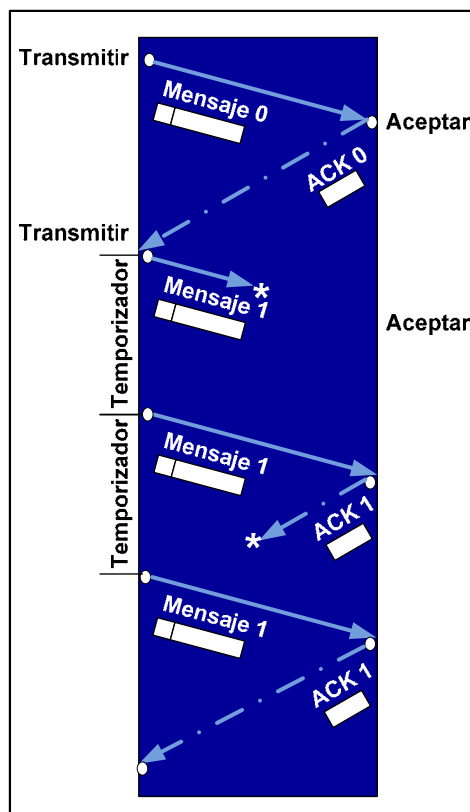 Transmitir
Mensaje 0
Aceptar
ACK 0
Transmitir
Temporizador
*
Mensaje 1
Aceptar
Temporizador
Mensaje 1
ACK 1
*
Mensaje 1
ACK 1